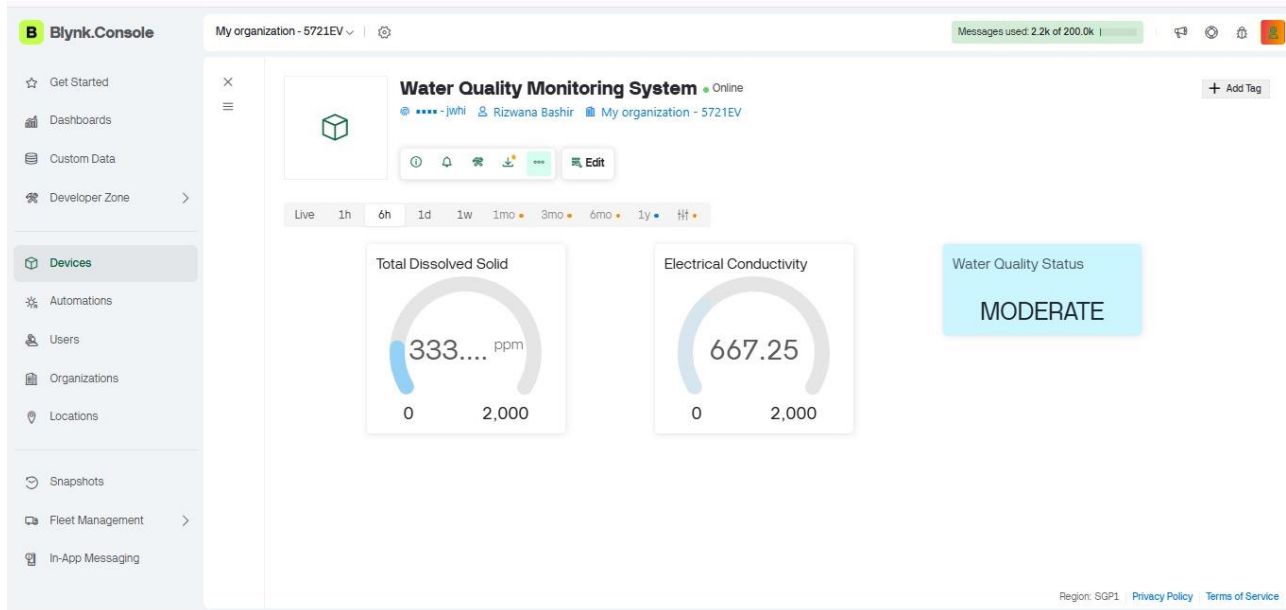 B Blynk.Console
My organization - 5721EV
Messages used: 2.2k of 200.0k
Get Started
Dashboards
Custom Data
Developer Zone
Devices
Automations
Users
Organizations
Locations
Snapshots
Fleet Management
In-App Messaging
Water Quality Monitoring System Online
- jwhi Rizwana Bashir My organization - 5721EV
Add Tag
Edit
Live 1h 6h 1d 1w 1mo 3mo 6mo 1y
Total Dissolved Solid
333.... ppm
0 2,000
Electrical Conductivity
667.25
0 2,000
Water Quality Status
MODERATE
Region: SGP1 Privacy Policy Terms of Service